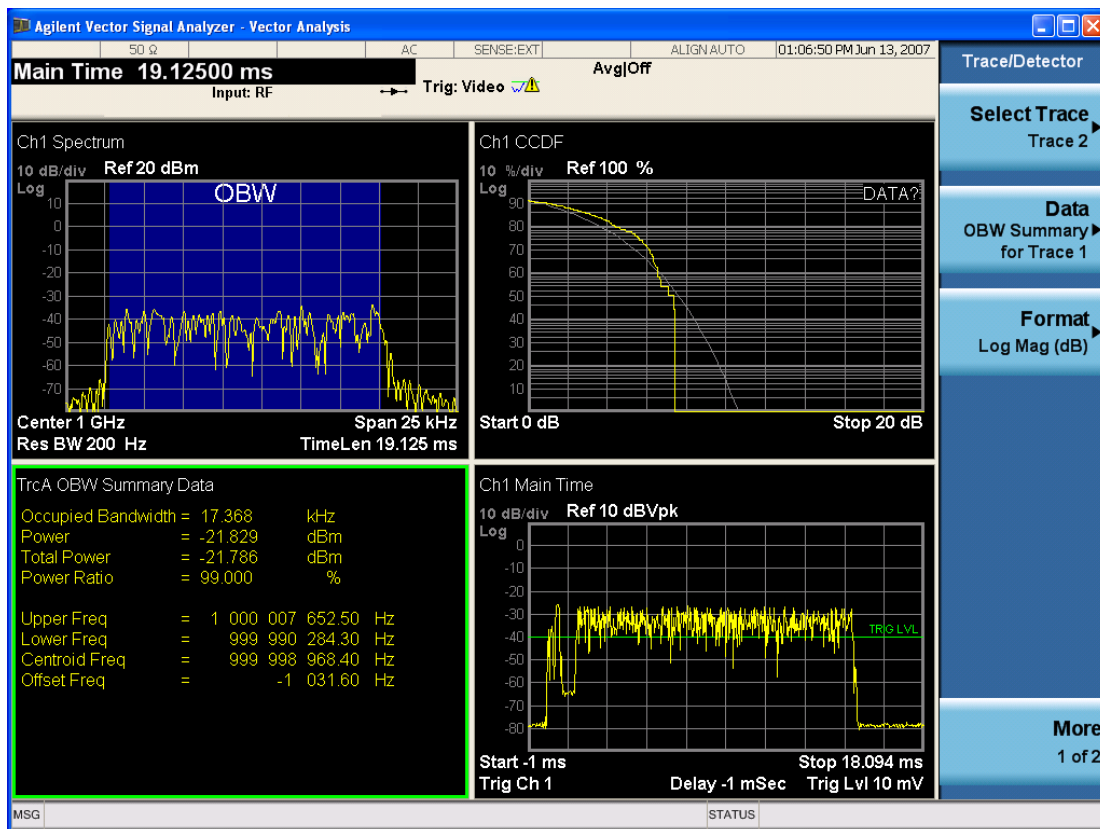 Agilent Vector Signal Analyzer - Vector Analysis
50 Ω AC SENSE:EXT ALIGNAUTO 01:06:50 PM Jun 13, 2007
Main Time 19.12500 ms
Input: RF
Trig: Video
Avg|Off
Trace/Detector
Select Trace
Trace 2
Data
OBW Summary
for Trace 1
Format
Log Mag (dB)
More
1 of 2
Ch1 Spectrum
10 dB/div Ref 20 dBm
Log
OBW
10
0
-10
-20
-30
-40
-50
-60
-70
Center 1 GHz Span 25 kHz
Res BW 200 Hz TimeLen 19.125 ms
Ch1 CCDF
10 %/div Ref 100 %
Log
DATA?
90
80
70
60
50
40
30
20
10
Start 0 dB Stop 20 dB
TrcA OBW Summary Data
Occupied Bandwidth = 17.368 kHz
Power = -21.829 dBm
Total Power = -21.786 dBm
Power Ratio = 99.000 %
Upper Freq = 1 000 007 652.50 Hz
Lower Freq = 999 990 284.30 Hz
Centroid Freq = 999 998 968.40 Hz
Offset Freq = -1 031.60 Hz
Ch1 Main Time
10 dB/div Ref 10 dBVpk
Log
0
-10
-20
-30
TRIG LVL
-40
-50
-60
-70
-80
Start -1 ms Stop 18.094 ms
Trig Ch 1 Delay -1 mSec Trig Lvl 10 mV
MSG STATUS